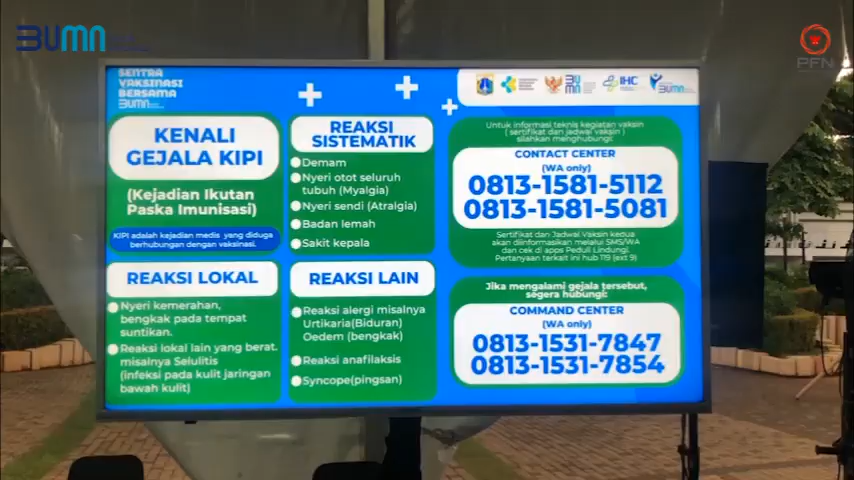 BUMN
PFN
SENTRA
VAKSINASI
BERSAMA
BUMN
BU
MN
IHC
BUMN
KENALI
GEJALA KIPI
(Kejadian Ikutan
Paska Imunisasi)
KIPI adalah kejadian medis yang diduga
berhubungan dengan vaksinasi.
REAKSI
SISTEMATIK
Demam
Nyeri otot seluruh
tubuh (Myalgia)
Nyeri sendi (Atralgia)
Badan lemah
Sakit kepala
Untuk informasi teknis kegiatan vaksin
( sertifikat dan jadwal vaksin )
silahkan menghubungi:
CONTACT CENTER
(WA only)
0813-1581-5112
0813-1581-5081
Sertifikat dan Jadwal Vaksin kedua
akan diinformasikan melalui SMS/WA
dan cek di apps Peduli Lindungi.
Pertanyaan terkait ini hub 119 (ext 9)
REAKSI LOKAL
Nyeri kemerahan,
bengkak pada tempat
suntikan.
Reaksi lokal lain yang berat.
misalnya Selulitis
(infeksi pada kulit jaringan
bawah kulit)
REAKSI LAIN
Reaksi alergi misalnya
Urtikaria(Biduran)
Oedem (bengkak)
Reaksi anafilaksis
Syncope(pingsan)
Jika mengalami gejala tersebut,
segera hubungi:
COMMAND CENTER
(WA only)
0813-1531-7847
0813-1531-7854